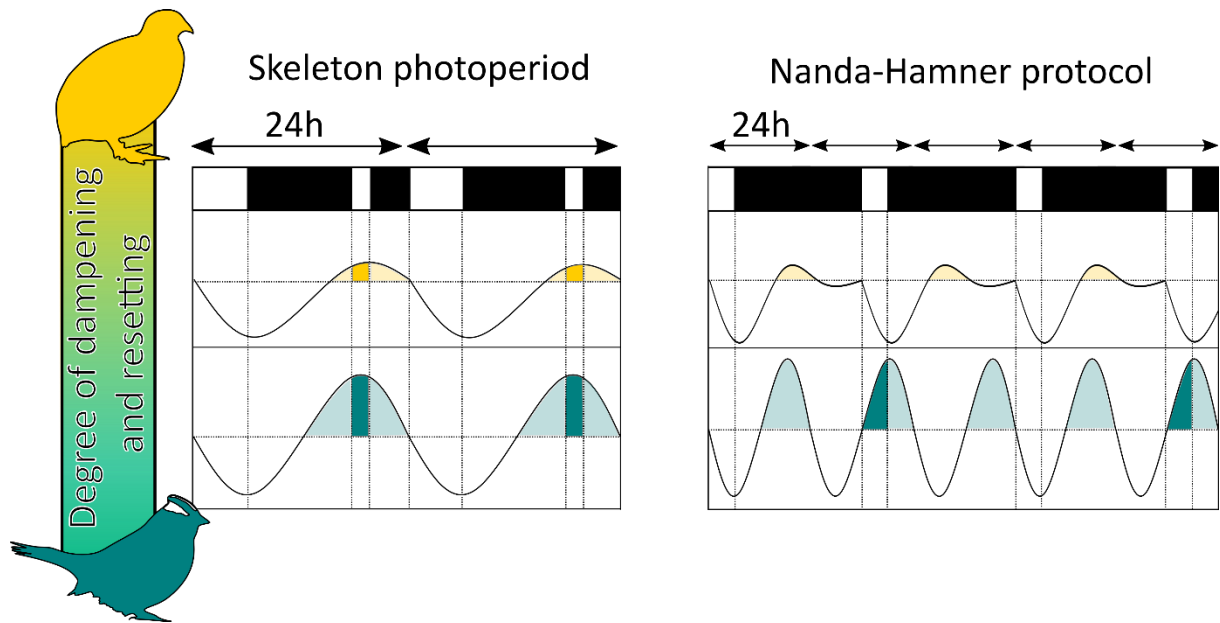 Skeleton photoperiod
24h
Nanda-Hamner protocol
24h
Degree of dampening
and resetting